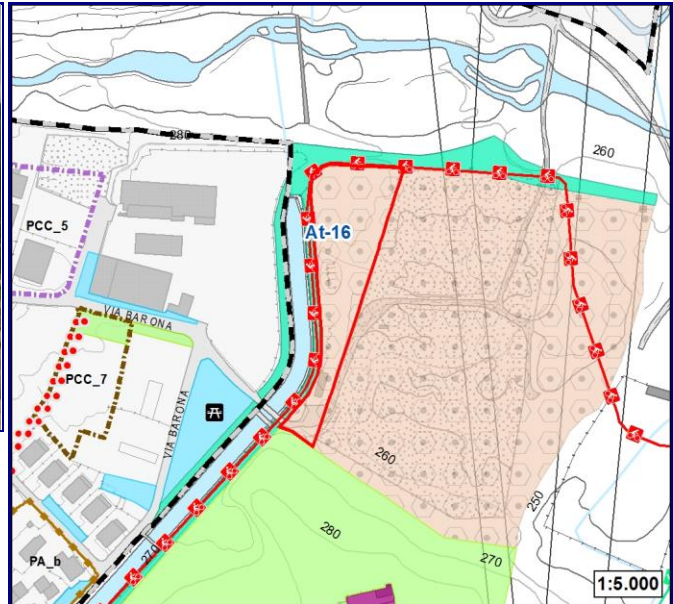 280
260
At-16
PCC_5
VIA BARONA
PCC_7
VIA BARONA
260
250
280
270
270
PA_b
1:5.000